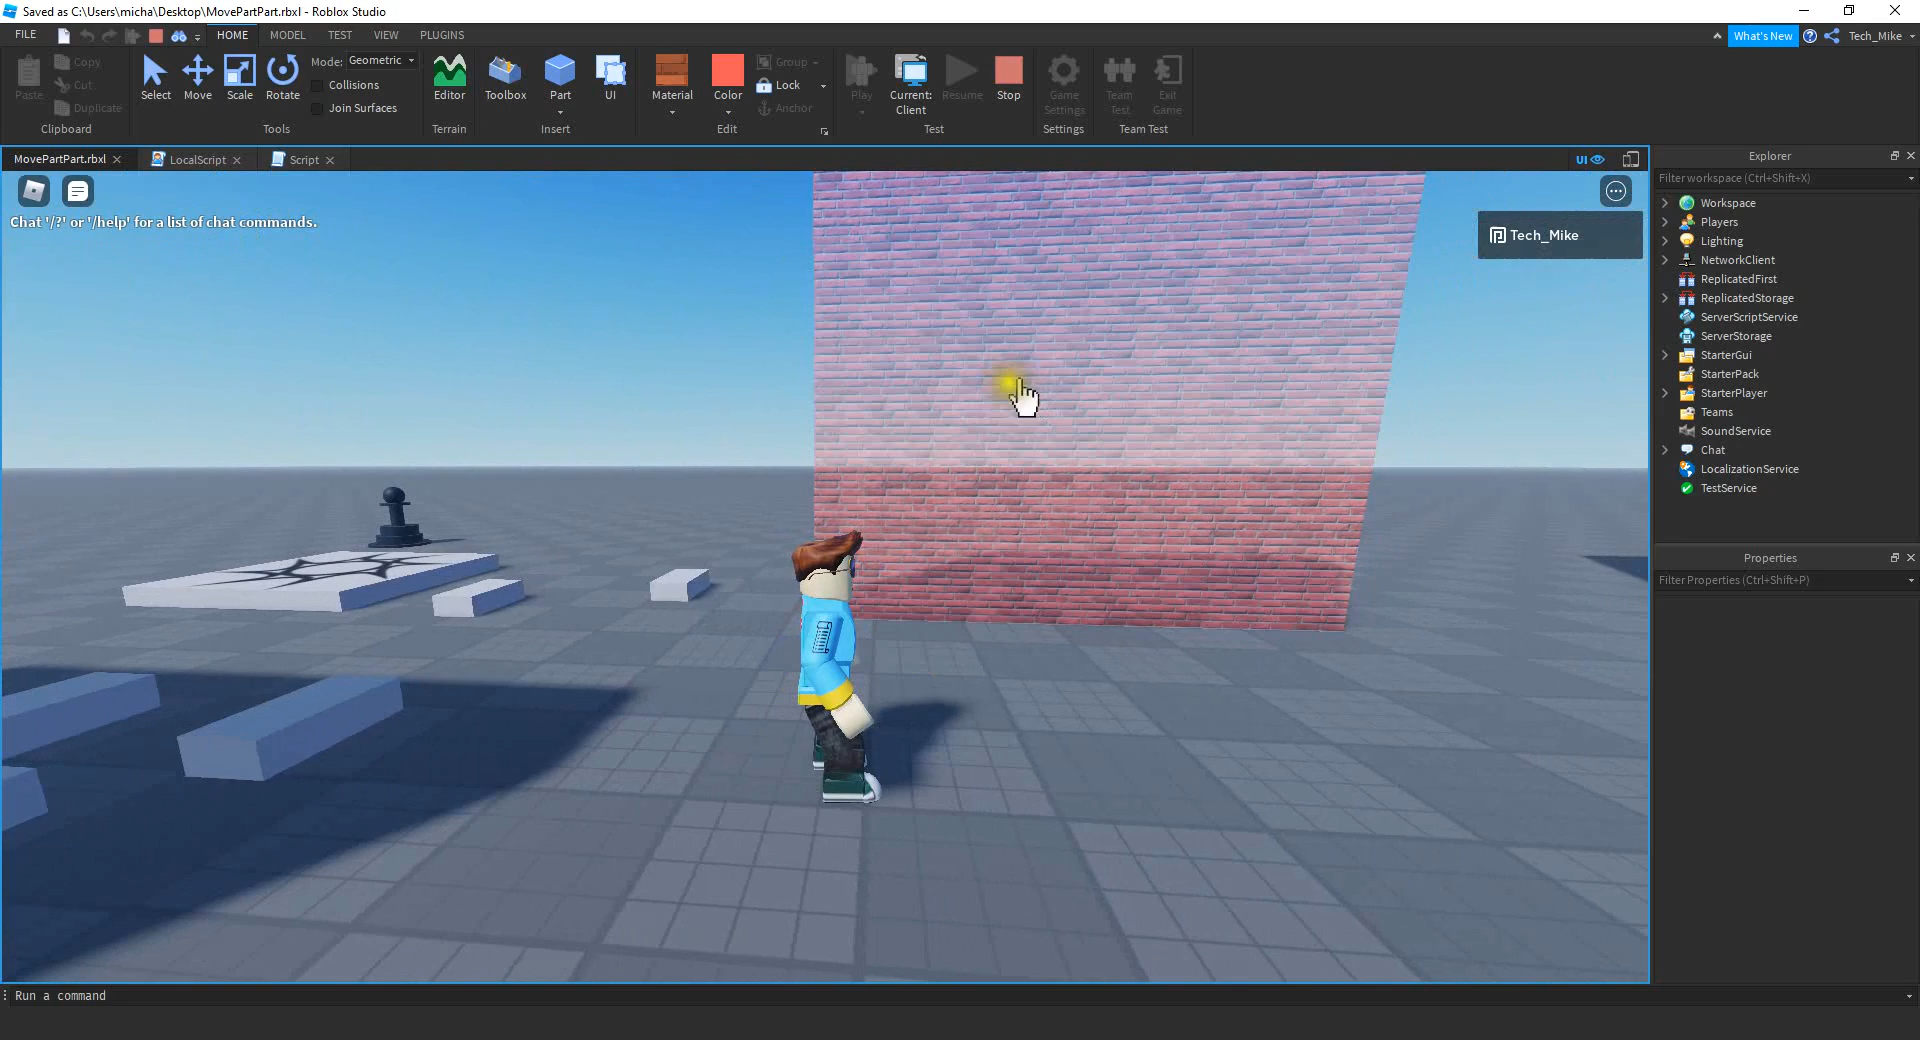 Saved as C:\Users\micha\Desktop\MovePartPart.rbxl - Roblox Studio
FILE HOME MODEL TEST VIEW PLUGINS What's New Tech_Mike
Paste Copy Cut Duplicate
Clipboard
Select Move Scale Rotate Mode: Geometric
Collisions
Join Surfaces
Tools
Editor
Terrain
Toolbox Part UI
Insert
Material Color Group Lock Anchor
Edit
Play Current: Client Resume Stop
Test
Game Settings
Settings
Team Test Exit Game
Team Test
MovePartPart.rbxl LocalScript Script UI
Chat '/?' or '/help' for a list of chat commands.
Tech_Mike
Explorer
Filter workspace (Ctrl+Shift+X)
Workspace
Players
Lighting
NetworkClient
ReplicatedFirst
ReplicatedStorage
ServerScriptService
ServerStorage
StarterGui
StarterPack
StarterPlayer
Teams
SoundService
Chat
LocalizationService
TestService
Properties
Filter Properties (Ctrl+Shift+P)
Run a command